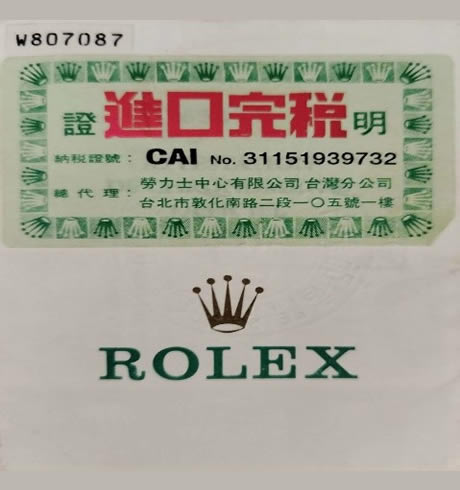 W807087
證 進口完税 明
納税證號： CAI No. 31151939732
總代理： 勞力士中心有限公司 台灣分公司
台北市敦化南路二段一〇五號一樓
ROLEX